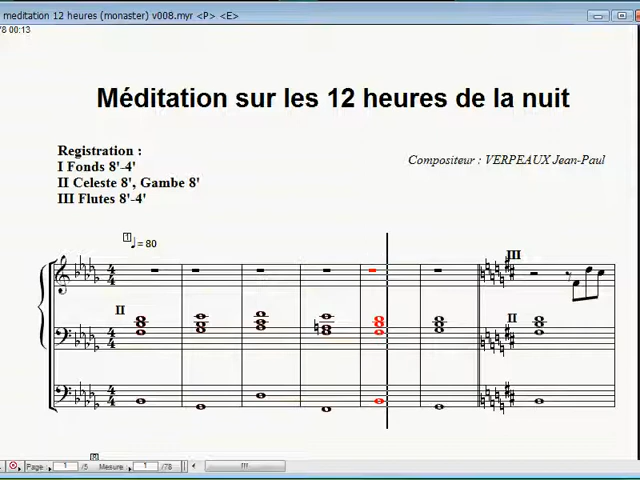 meditation 12 heures (monaster) v008.myr <P> <E>
78 00:13
Méditation sur les 12 heures de la nuit
Registration :
I Fonds 8'-4'
II Celeste 8', Gambe 8'
III Flutes 8'-4'
Compositeur : VERPEAUX Jean-Paul
1
= 80
III
II
II
Page : 1 /5 Mesure : 1 /78